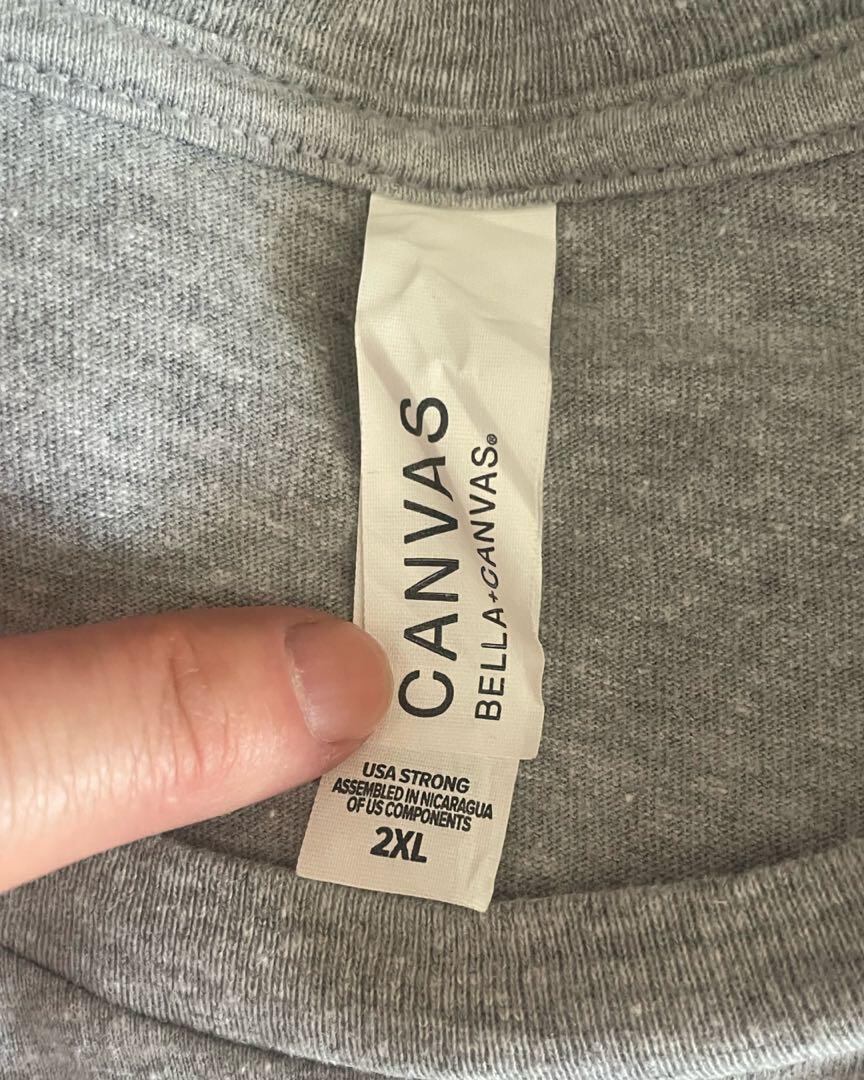 CANVAS
BELLA+CANVAS®
USA STRONG
ASSEMBLED IN NICARAGUA
OF US COMPONENTS
2XL